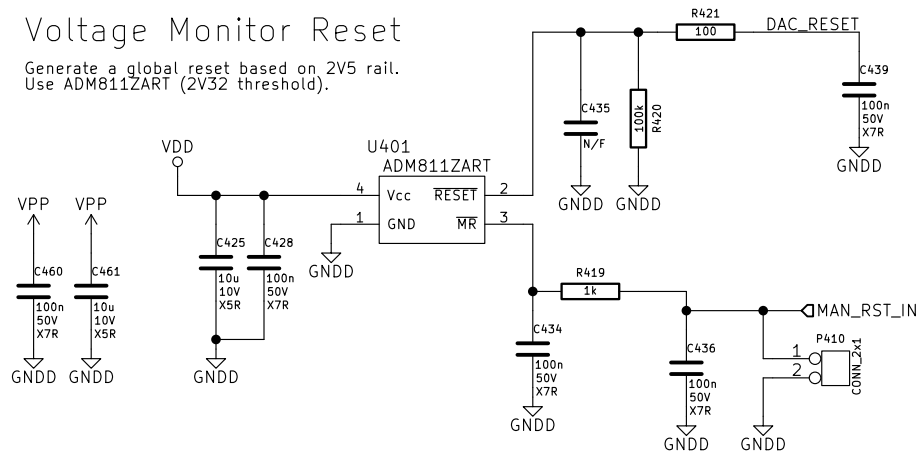 Voltage Monitor Reset
Generate a global reset based on 2V5 rail.
Use ADM811ZART (2V32 threshold).
R421
100
DAC_RESET
C439
100n
50V
X7R
GNDD
C435
N/F
GNDD
100k
R420
GNDD
U401
ADM811ZART
VDD
4
Vcc
RESET
2
1
GND
MR
3
GNDD
VPP
VPP
C460
100n
50V
X7R
GNDD
C461
10u
10V
X5R
GNDD
C425
10u
10V
X5R
C428
100n
50V
X7R
GNDD
R419
1k
C434
100n
50V
X7R
GNDD
C436
100n
50V
X7R
GNDD
MAN_RST_IN
P410
1
2
CONN_2x1
GNDD